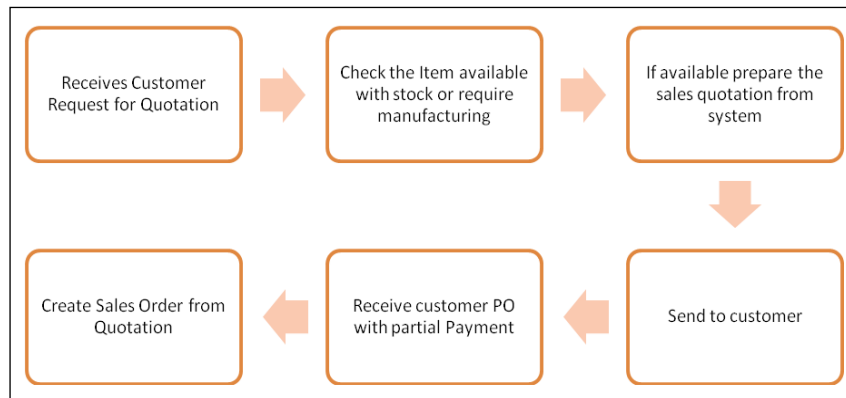 Receives Customer
Request for Quotation
Check the Item available
with stock or require
manufacturing
If available prepare the
sales quotation from
system
Send to customer
Receive customer PO
with partial Payment
Create Sales Order from
Quotation